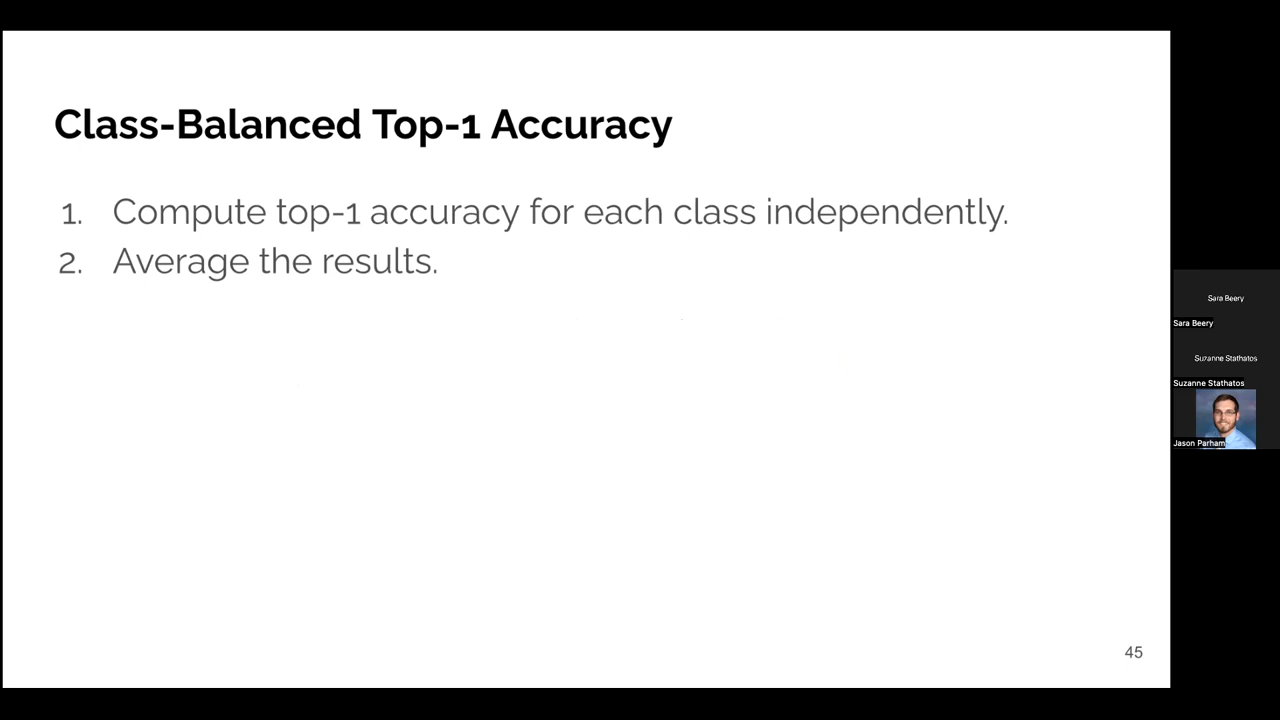 Class-Balanced Top-1 Accuracy
1. Compute top-1 accuracy for each class independently.
2. Average the results.
45
Sara Beery
Sara Beery
Suzanne Stathatos
Suzanne Stathatos
Jason Parham